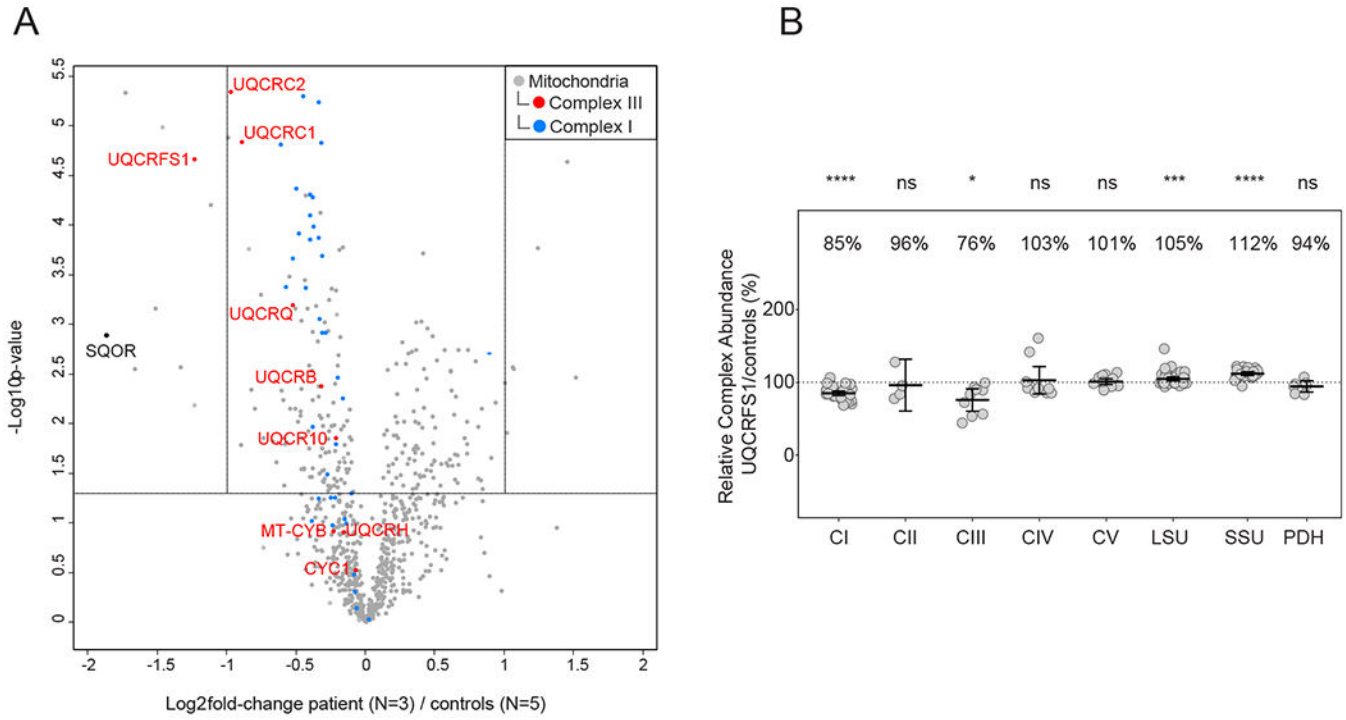 A
B
5.5
5
4.5
4
3.5
3
2.5
2
1.5
1
0.5
0
-Log10p-value
UQCRC2
UQCRC1
UQCRFS1
UQCRQ
SQOR
UQCRB
UQCR10
MT-CYB
UQCRH
CYC1
Mitochondria
Complex III
Complex I
-2 -1.5 -1 -0.5 0 0.5 1 1.5 2
Log2fold-change patient (N=3) / controls (N=5)
**** ns * ns ns *** **** ns
85% 96% 76% 103% 101% 105% 112% 94%
Relative Complex Abundance
UQCRFS1/controls (%)
200
100
0
CI CII CIII CIV CV LSU SSU PDH